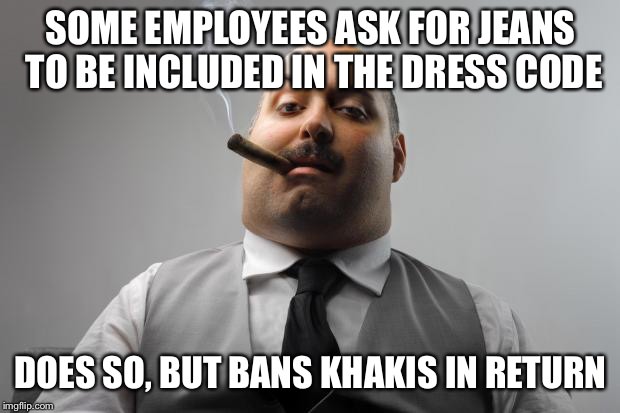 SOME EMPLOYEES ASK FOR JEANS
TO BE INCLUDED IN THE DRESS CODE
DOES SO, BUT BANS KHAKIS IN RETURN
imgflip.com